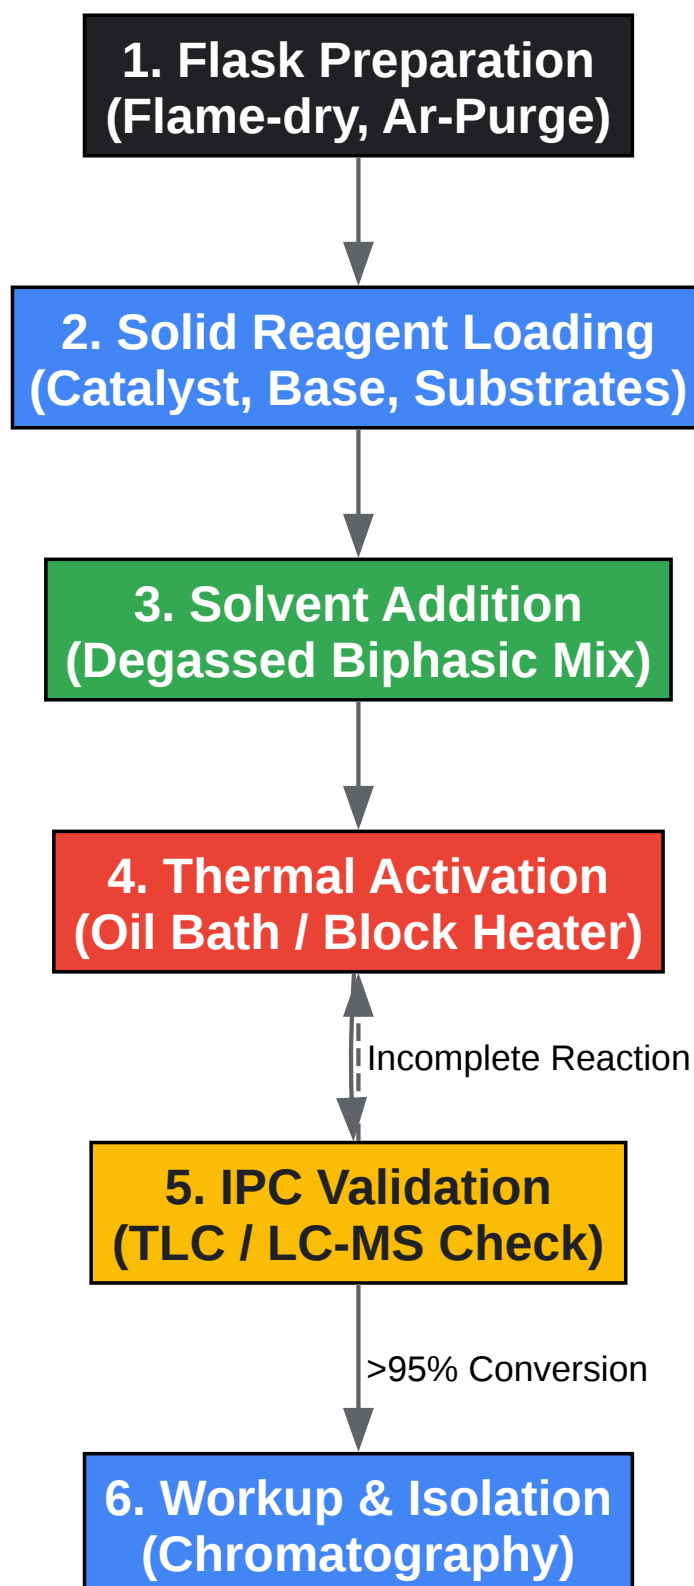 1. Flask Preparation
(Flame-dry, Ar-Purge)
2. Solid Reagent Loading
(Catalyst, Base, Substrates)
3. Solvent Addition
(Degassed Biphasic Mix)
4. Thermal Activation
(Oil Bath / Block Heater)
Incomplete Reaction
5. IPC Validation
(TLC / LC-MS Check)
>95% Conversion
6. Workup & Isolation
(Chromatography)